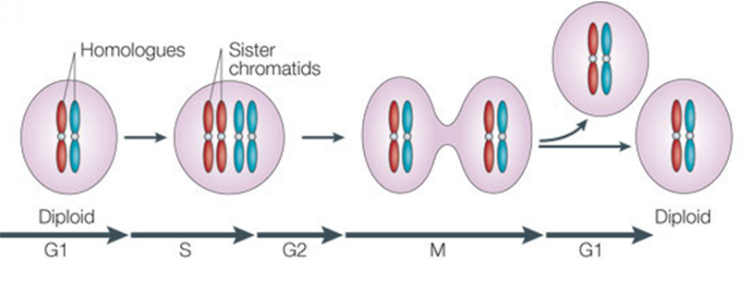 Homologues
Sister
chromatids
Diploid
Diploid
G1
S
G2
M
G1